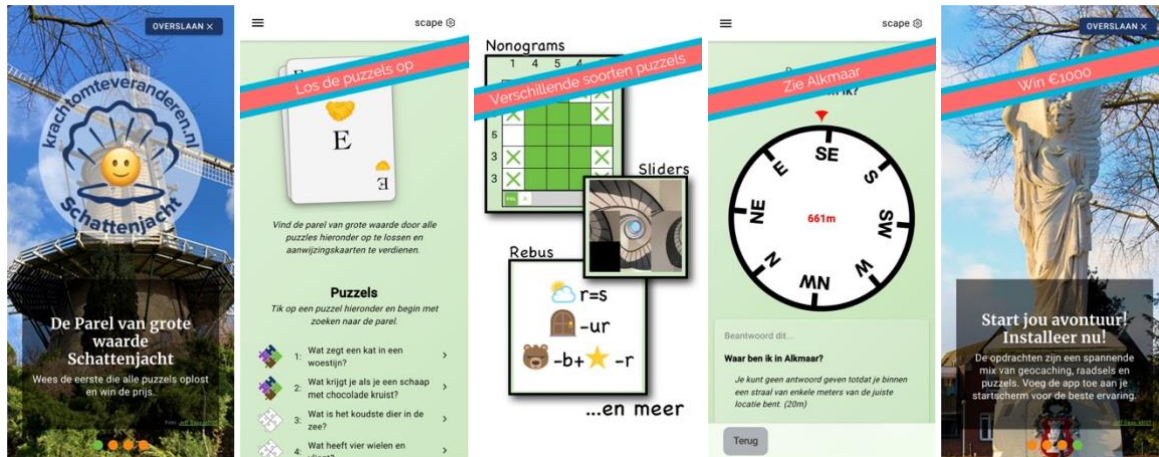 OVERSLAAN ×
krachtomteveranderen.nl
Schattenjacht
De Parel van grote
waarde
Schattenjacht
Wees de eerste die alle puzzels oplost
en win de prijs.
scape
Los de puzzels op
E
E
Vind de parel van grote waarde door alle
puzzles hieronder op te lossen en
aanwijzingskaarten te verdienen.
Puzzels
Tik op een puzzel hieronder en begin met
zoeken naar de parel.
1: Wat zegt een kat in een
woestijn?
2: Wat krijgt je als je een schaap
met chocolade kruist?
3: Wat is het koudste dier in de
zee?
4: Wat heeft vier wielen en
Nonograms
1 4 4
Verschillende soorten puzzels
5
3
3
Sliders
Rebus
r=s
-ur
-b+ -r
...en meer
scape
Zie Alkmaar
ik?
SE
E
S
NE
661m
SW
N
W
NW
Beantwoord dit...
Waar ben ik in Alkmaar?
Je kunt geen antwoord geven totdat je binnen
een straal van enkele meters van de juiste
locatie bent. (20m)
Terug
OVERSLAAN ×
Win €1000
Start jou avontuur!
Installeer nu!
De opdrachten zijn een spannende
mix van geocaching, raadsels en
puzzels. Voeg de app toe aan je
startscherm voor de beste ervaring.